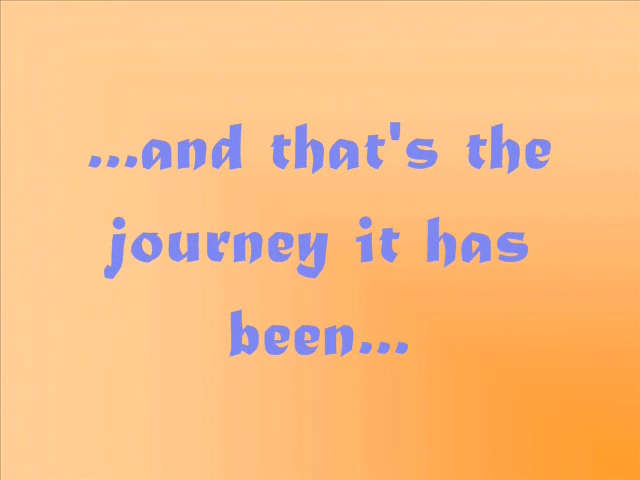 ...and that's the
journey it has
been...